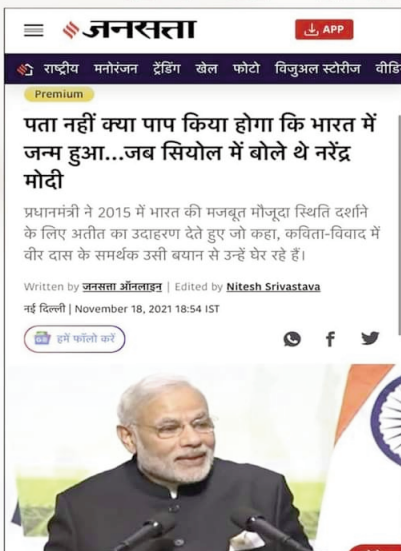 जनसत्ता
APP
राष्ट्रीय मनोरंजन ट्रेंडिंग खेल फोटो विजुअल स्टोरीज वीडि
Premium
पता नहीं क्या पाप किया होगा कि भारत में
जन्म हुआ...जब सियोल में बोले थे नरेंद्र
मोदी
प्रधानमंत्री ने 2015 में भारत की मजबूत मौजूदा स्थिति दर्शाने
के लिए अतीत का उदाहरण देते हुए जो कहा, कविता-विवाद में
वीर दास के समर्थक उसी बयान से उन्हें घेर रहे हैं।
Written by जनसत्ता ऑनलाइन | Edited by Nitesh Srivastava
नई दिल्ली | November 18, 2021 18:54 IST
हमें फॉलो करें